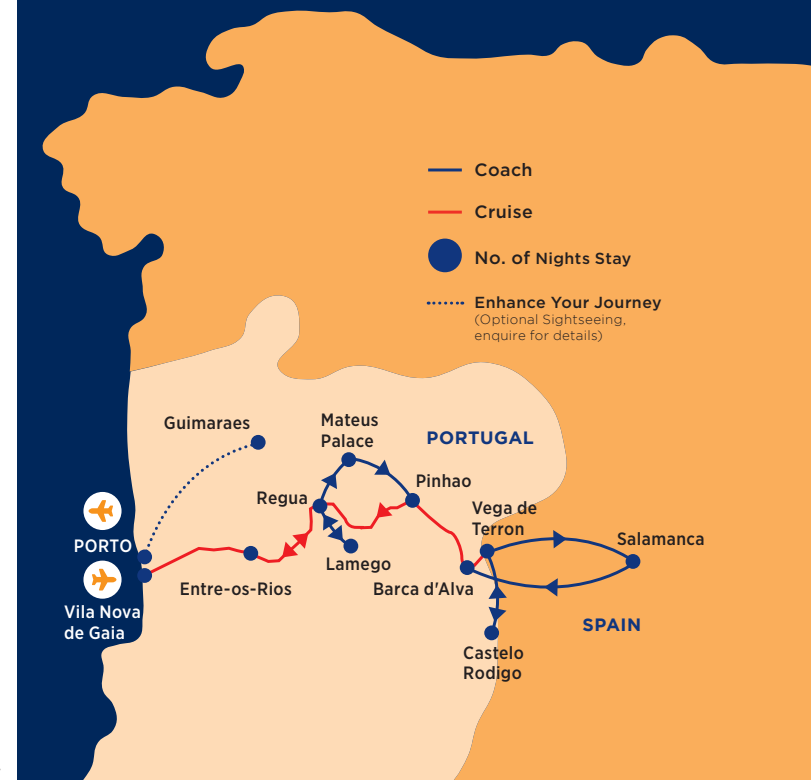 Coach
Cruise
No. of Nights Stay
Enhance Your Journey
(Optional Sightseeing,
enquire for details)
Guimaraes
Mateus
Palace
PORTUGAL
Pinhao
Regua
Vega de
Terron
PORTO
Salamanca
Lamego
Entre-os-Rios
Barca d'Alva
Vila Nova
de Gaia
SPAIN
Castelo
Rodigo